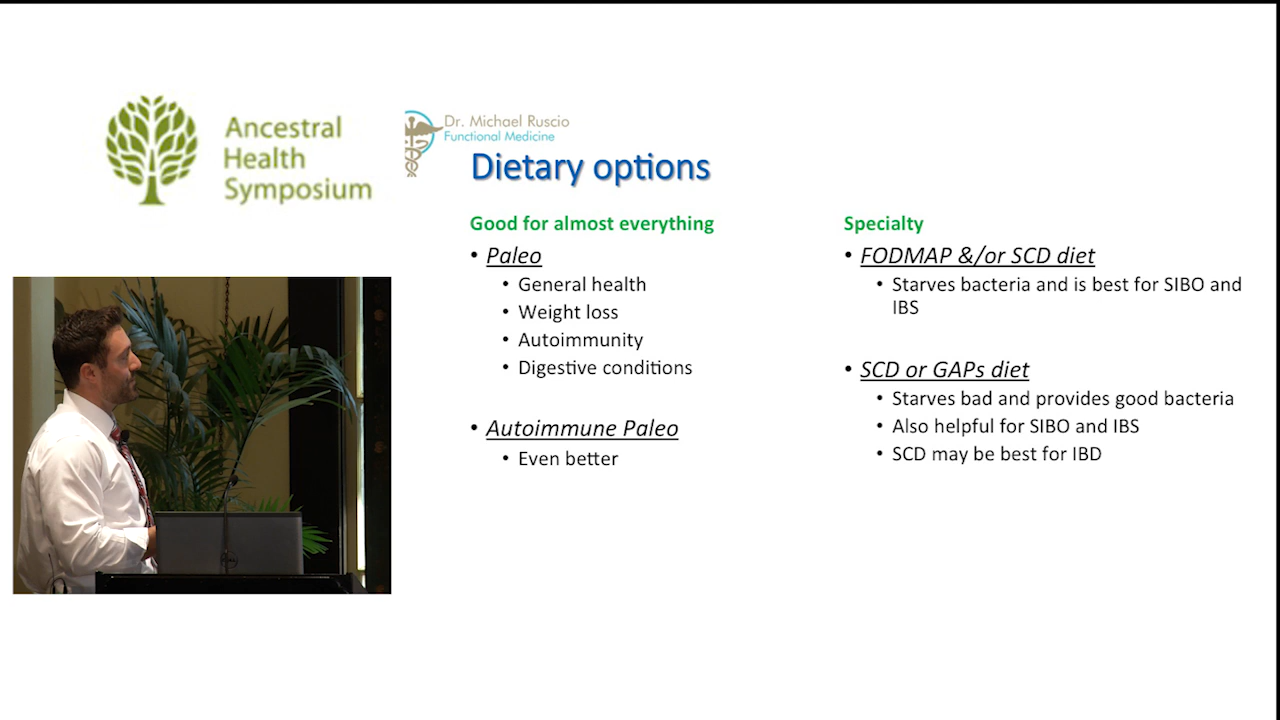 Ancestral
Health
Symposium
Dr. Michael Ruscio
Functional Medicine
Dietary options
Good for almost everything
• Paleo
• General health
• Weight loss
• Autoimmunity
• Digestive conditions
• Autoimmune Paleo
• Even better
Specialty
• FODMAP &/or SCD diet
• Starves bacteria and is best for SIBO and
IBS
• SCD or GAPs diet
• Starves bad and provides good bacteria
• Also helpful for SIBO and IBS
• SCD may be best for IBD